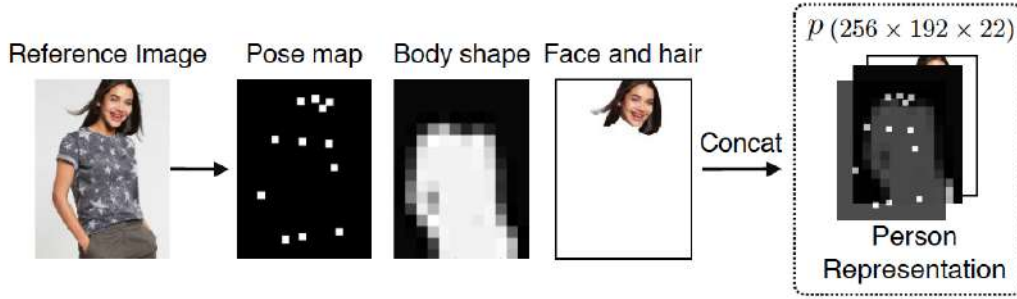 Reference Image
Pose map
Body shape
Face and hair
Concat
p (256 × 192 × 22)
Person
Representation